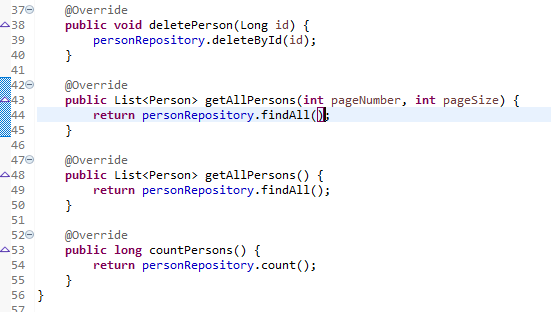 37 @Override
38 public void deletePerson(Long id) {
39 personRepository.deleteById(id);
40 }
41
42 @Override
43 public List<Person> getAllPersons(int pageNumber, int pageSize) {
44 return personRepository.findAll();
45 }
46
47 @Override
48 public List<Person> getAllPersons() {
49 return personRepository.findAll();
50 }
51
52 @Override
53 public long countPersons() {
54 return personRepository.count();
55 }
56 }
57